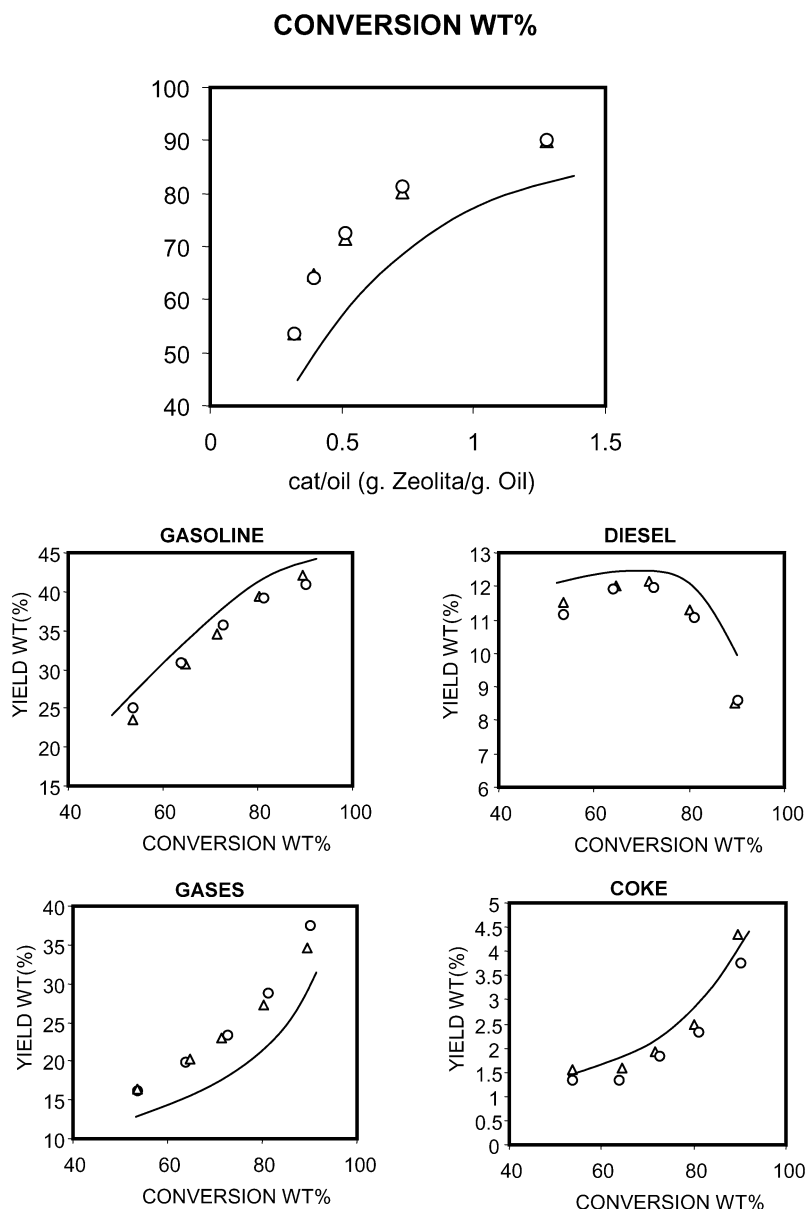 CONVERSION WT%
100
90
80
70
60
50
40
0 0.5 1 1.5
cat/oil (g. Zeolita/g. Oil)
GASOLINE
YIELD WT(%)
45
40
35
30
25
20
15
40 60 80 100
CONVERSION WT%
DIESEL
YIELD WT(%)
13
12
11
10
9
8
7
6
40 60 80 100
CONVERSION WT%
GASES
YIELD WT(%)
40
35
30
25
20
15
10
40 60 80 100
CONVERSION WT%
COKE
YIELD WT(%)
5
4.5
4
3.5
3
2.5
2
1.5
1
0.5
0
40 60 80 100
CONVERSION WT%